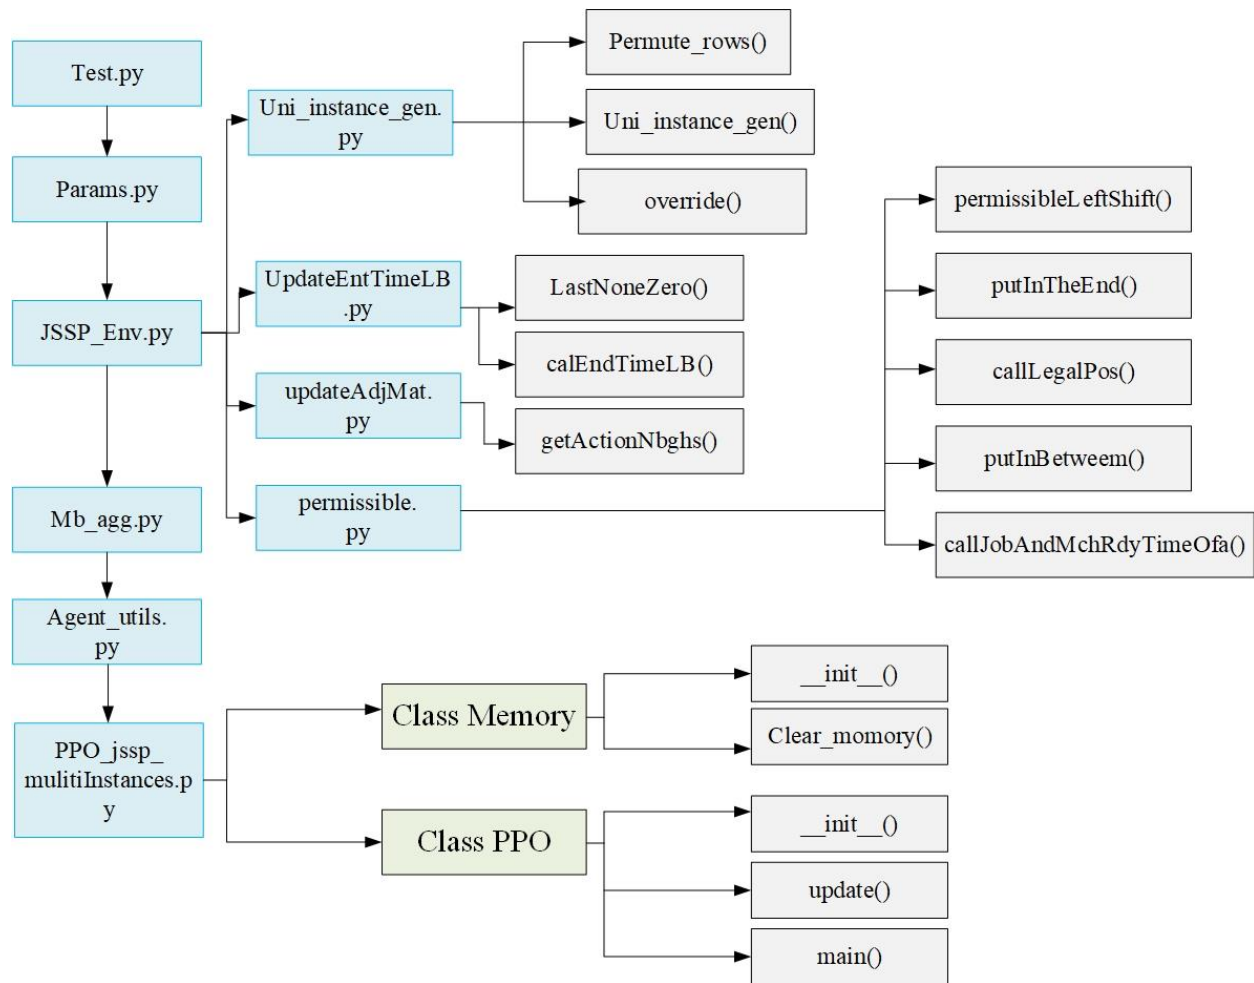 Test.py
Params.py
JSSP_Env.py
Mb_agg.py
Agent_utils.
py
PPO_jssp_
mulitiInstances.p
y
Uni_instance_gen.
py
UpdateEntTimeLB
.py
updateAdjMat.
py
permissible.
py
Permute_rows()
Uni_instance_gen()
override()
LastNoneZero()
calEndTimeLB()
getActionNbghs()
permissibleLeftShift()
putInTheEnd()
callLegalPos()
putInBetweem()
callJobAndMchRdyTimeOfa()
Class Memory
Class PPO
__init__()
Clear_momory()
__init__()
update()
main()